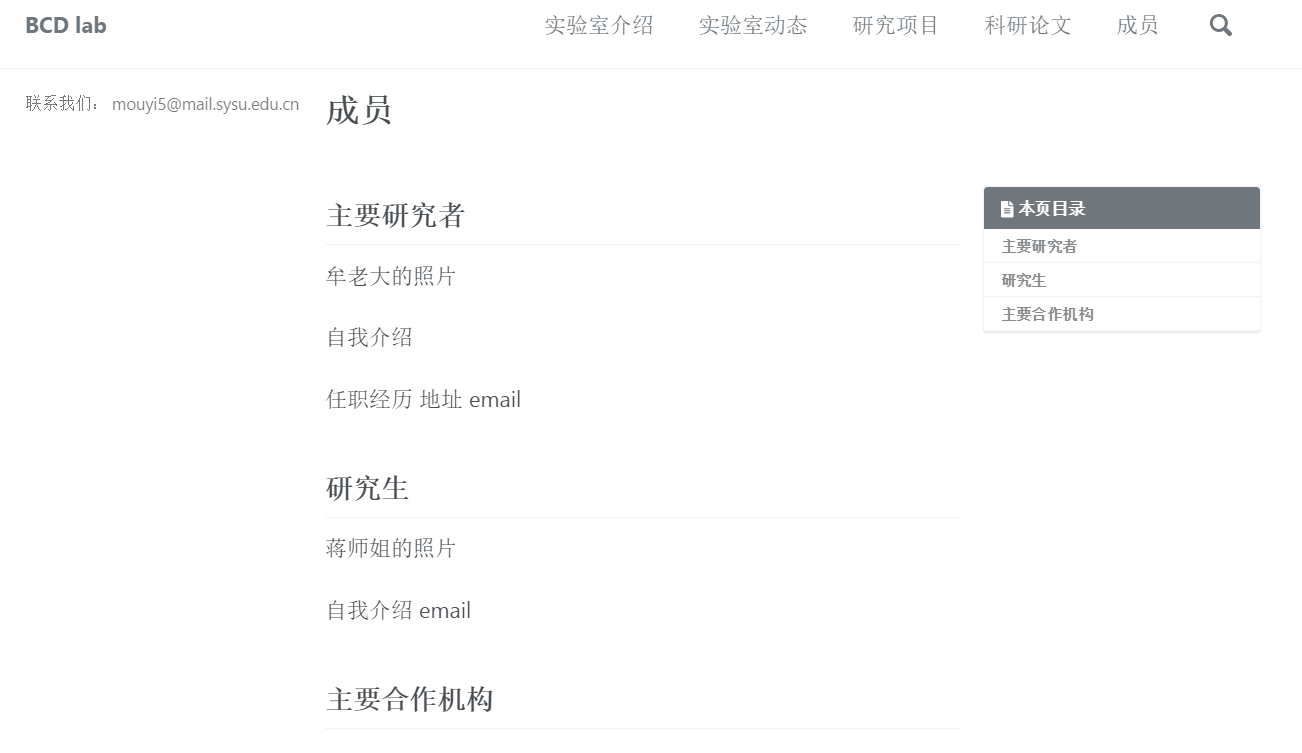 BCD lab 实验室介绍 实验室动态 研究项目 科研论文 成员
联系我们： mouyi5@mail.sysu.edu.cn
成员
主要研究者
牟老大的照片
自我介绍
任职经历 地址 email
研究生
蒋师姐的照片
自我介绍 email
主要合作机构
本页目录
主要研究者
研究生
主要合作机构